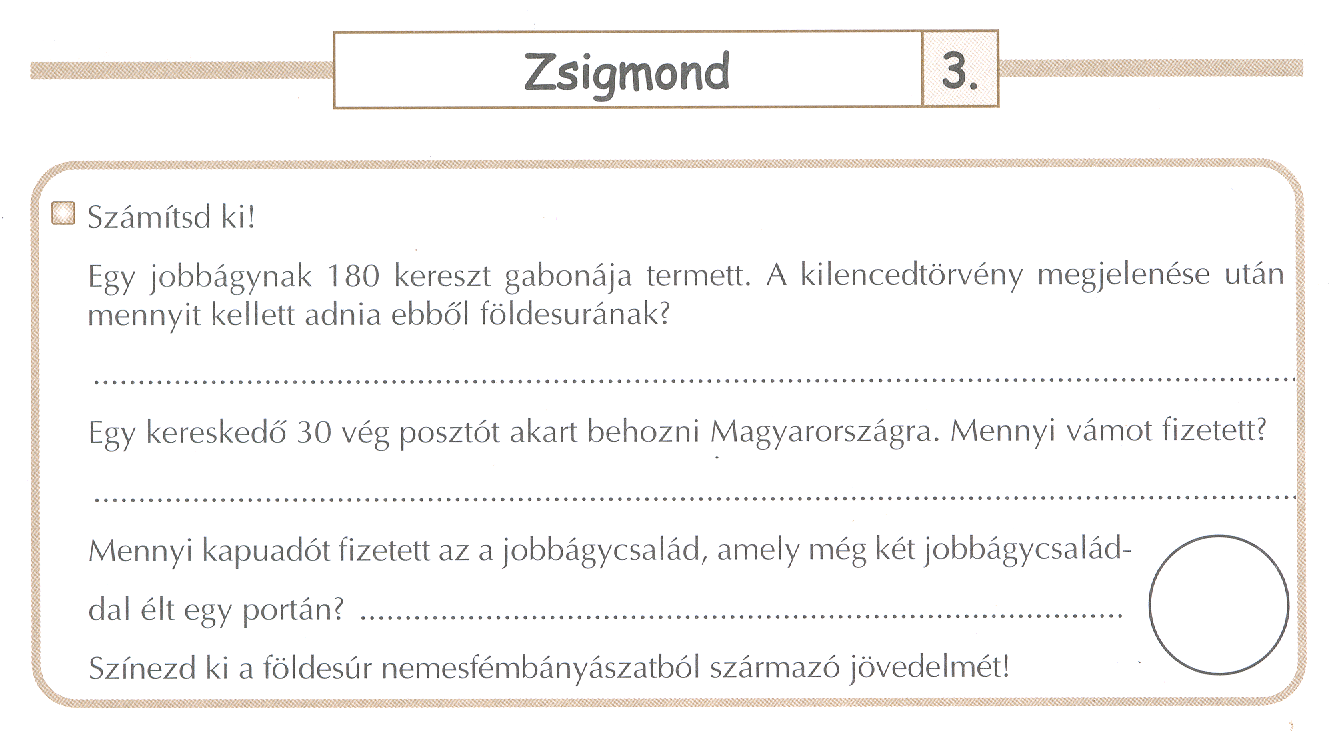 Zsigmond 3.
Számítsd ki!
Egy jobbágynak 180 kereszt gabonája termett. A kilencedtörvény megjelenése után
mennyit kellett adnia ebből földesurának?
Egy kereskedő 30 vég posztót akart behozni Magyarországra. Mennyi vámot fizetett?
Mennyi kapuadót fizetett az a jobbágycsalád, amely még két jobbágycsalád-
dal élt egy portán?
Színezd ki a földesúr nemesfémbányászatból származó jövedelmét!